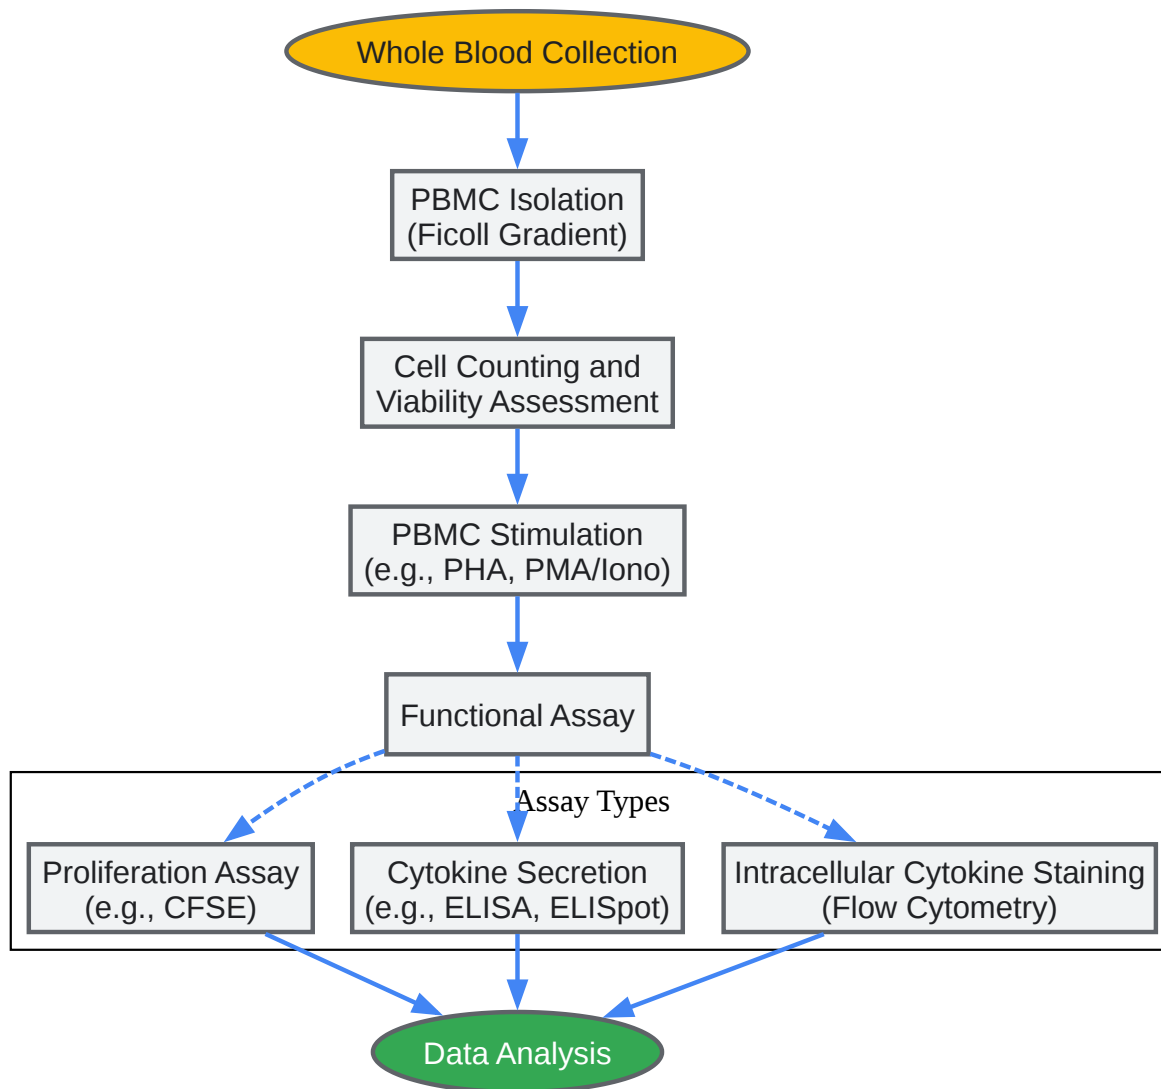 Whole Blood Collection
PBMC Isolation
(Ficoll Gradient)
Cell Counting and
Viability Assessment
PBMC Stimulation
(e.g., PHA, PMA/Iono)
Functional Assay
Assay Types
Proliferation Assay
(e.g., CFSE)
Cytokine Secretion
(e.g., ELISA, ELISpot)
Intracellular Cytokine Staining
(Flow Cytometry)
Data Analysis